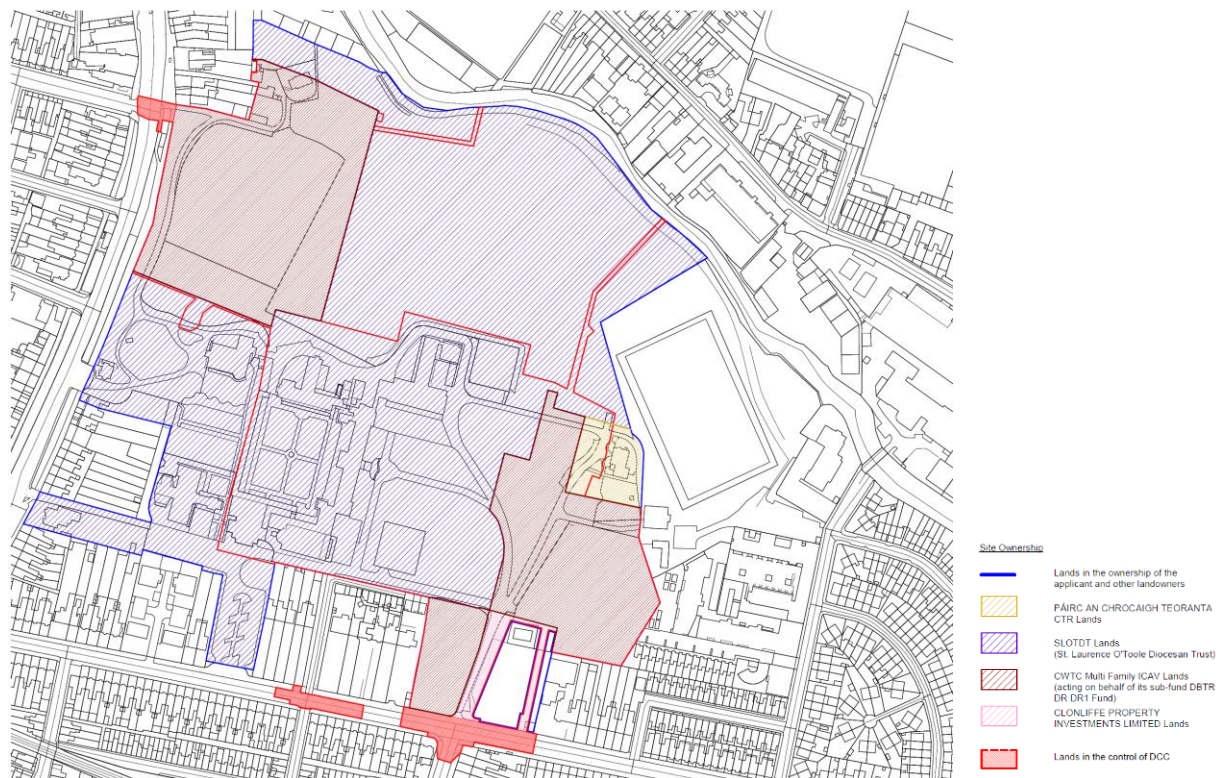 Site Ownership
Lands in the ownership of the
applicant and other landowners
PÁIRC AN CHROCAIGH TEORANTA
CTR Lands
SLOTDT Lands
(St. Laurence O'Toole Diocesan Trust)
CWTC Multi Family ICAV Lands
(acting on behalf of its sub-fund DBTR
DR DR1 Fund)
CLONLIFFE PROPERTY
INVESTMENTS LIMITED Lands
Lands in the control of DCC